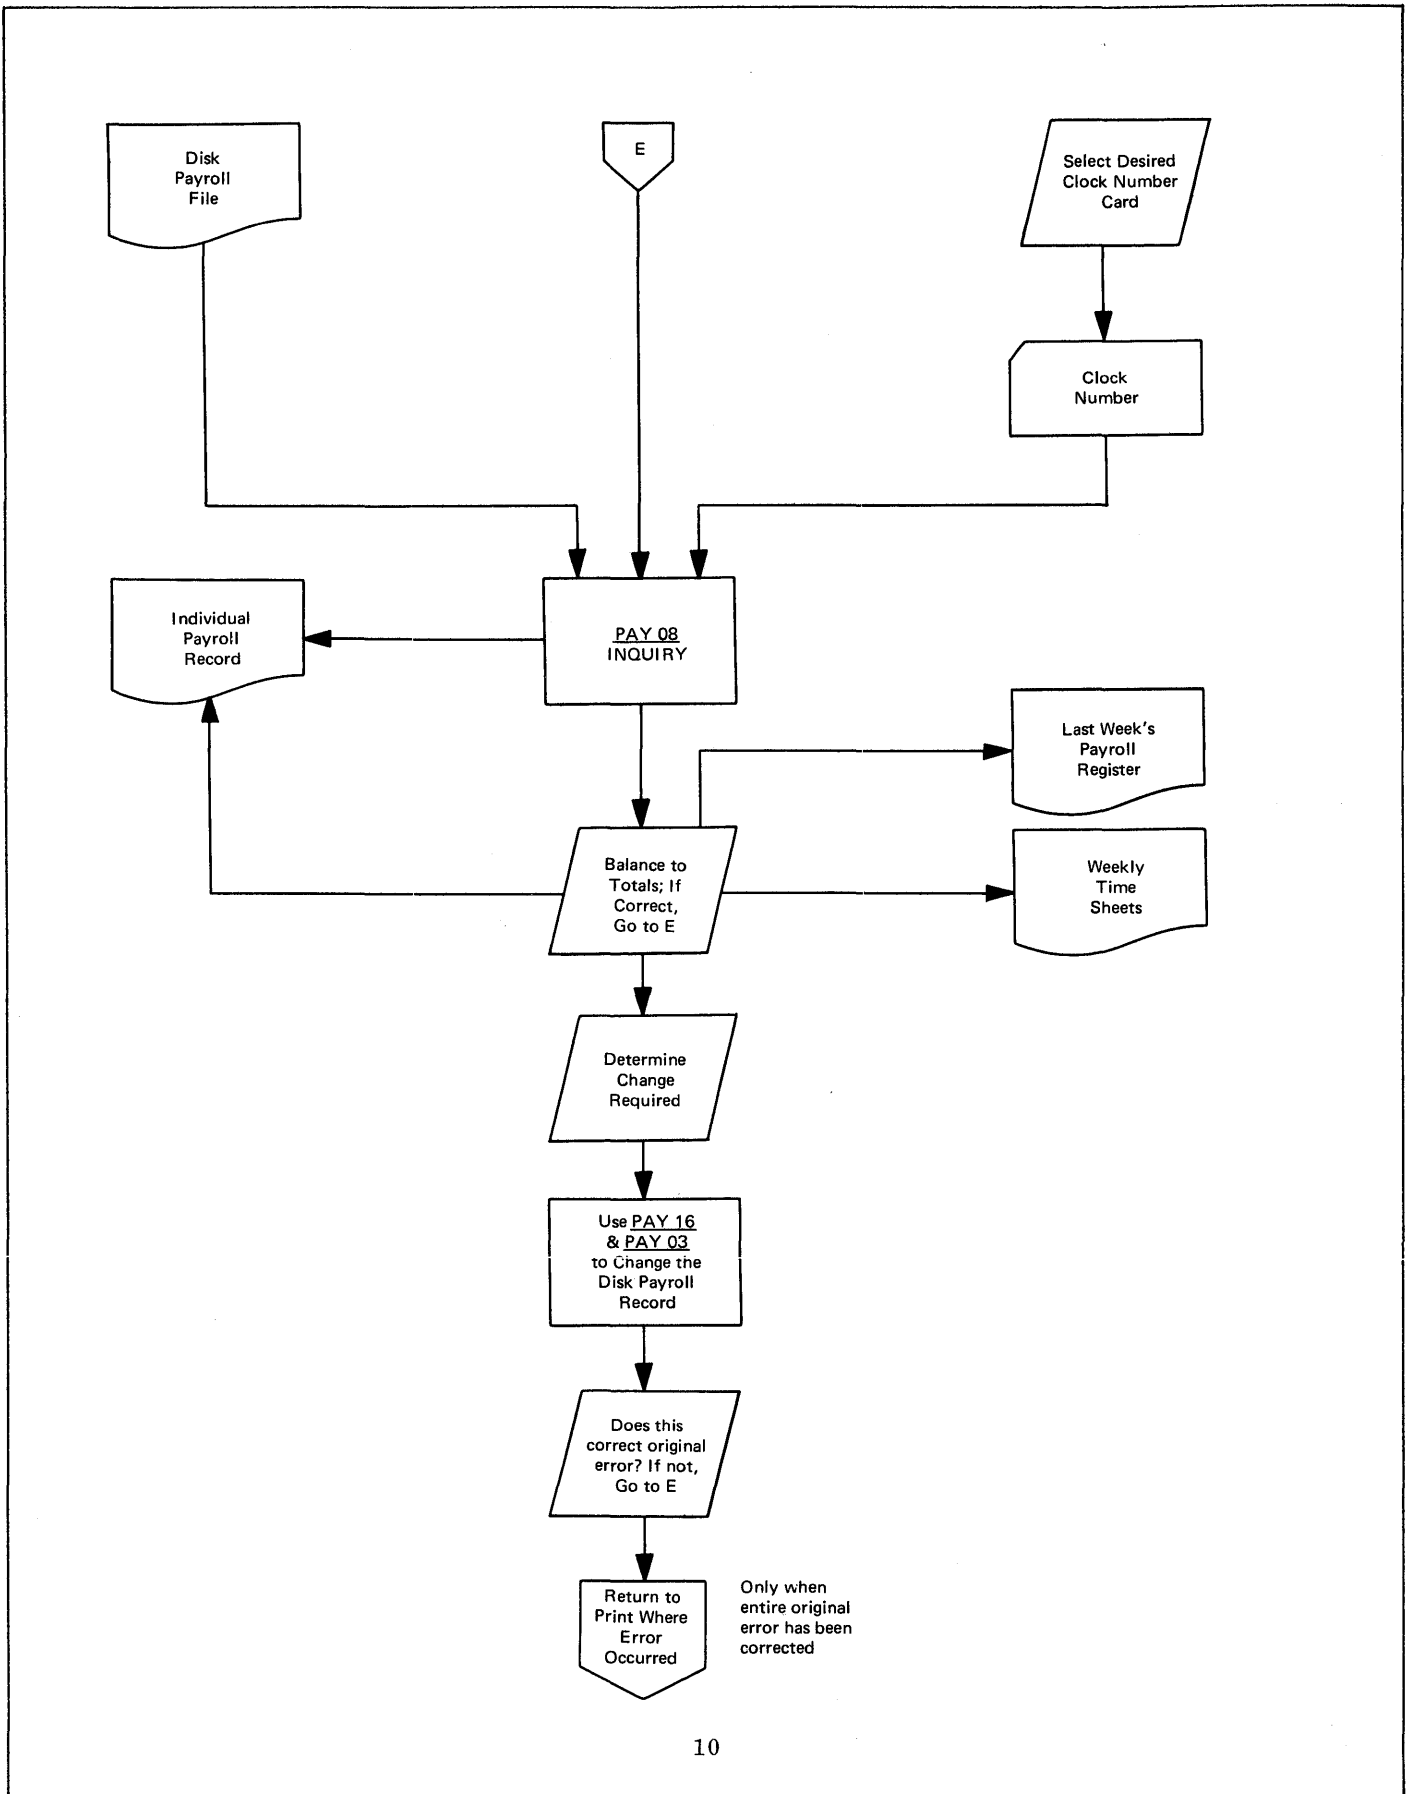 Disk
Payroll
File
E
Select Desired
Clock Number
Card
Clock
Number
Individual
Payroll
Record
PAY 08
INQUIRY
Last Week's
Payroll
Register
Balance to
Totals; If
Correct,
Go to E
Weekly
Time
Sheets
Determine
Change
Required
Use PAY 16
& PAY 03
to Change the
Disk Payroll
Record
Does this
correct original
error? If not,
Go to E
Return to
Print Where
Error
Occurred
Only when
entire original
error has been
corrected
10